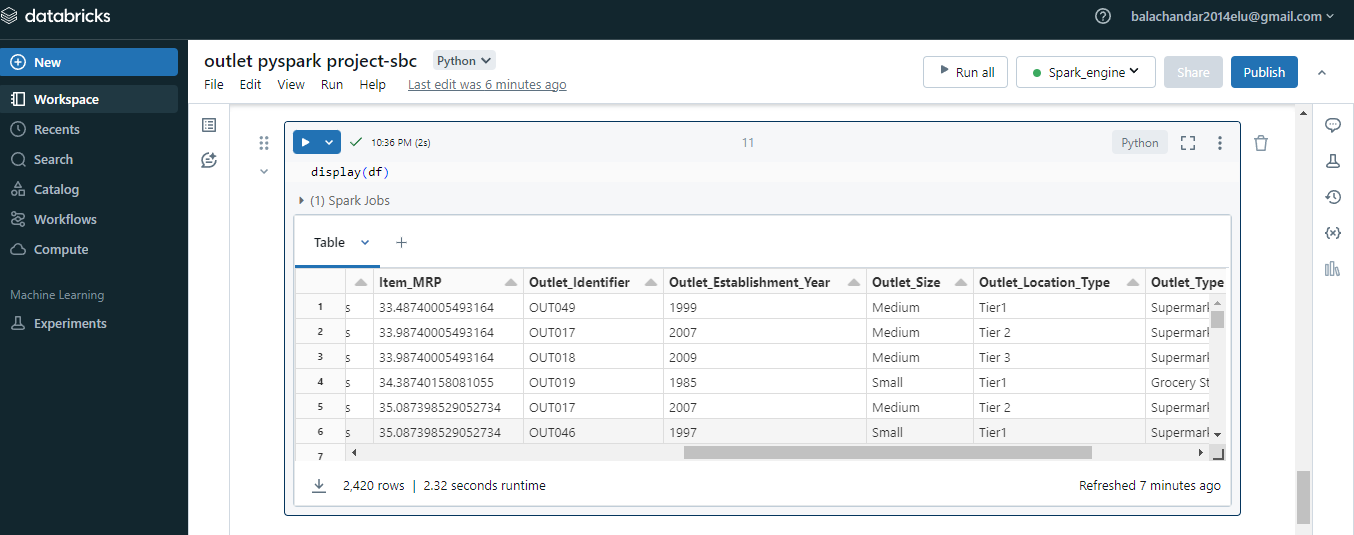 databricks
balachandar2014elu@gmail.com
New
Workspace
Recents
Search
Catalog
Workflows
Compute
Machine Learning
Experiments
outlet pyspark project-sbc Python
File Edit View Run Help Last edit was 6 minutes ago
Run all Spark_engine Share Publish
10:36 PM (2s) 11 Python
display(df)
(1) Spark Jobs
Table +
Item_MRP Outlet_Identifier Outlet_Establishment_Year Outlet_Size Outlet_Location_Type Outlet_Type
1 s 33.48740005493164 OUT049 1999 Medium Tier1 Supermark
2 s 33.98740005493164 OUT017 2007 Medium Tier 2 Supermark
3 s 33.98740005493164 OUT018 2009 Medium Tier 3 Supermark
4 s 34.38740158081055 OUT019 1985 Small Tier1 Grocery St
5 s 35.087398529052734 OUT017 2007 Medium Tier 2 Supermark
6 s 35.087398529052734 OUT046 1997 Small Tier1 Supermark
7
2,420 rows | 2.32 seconds runtime Refreshed 7 minutes ago